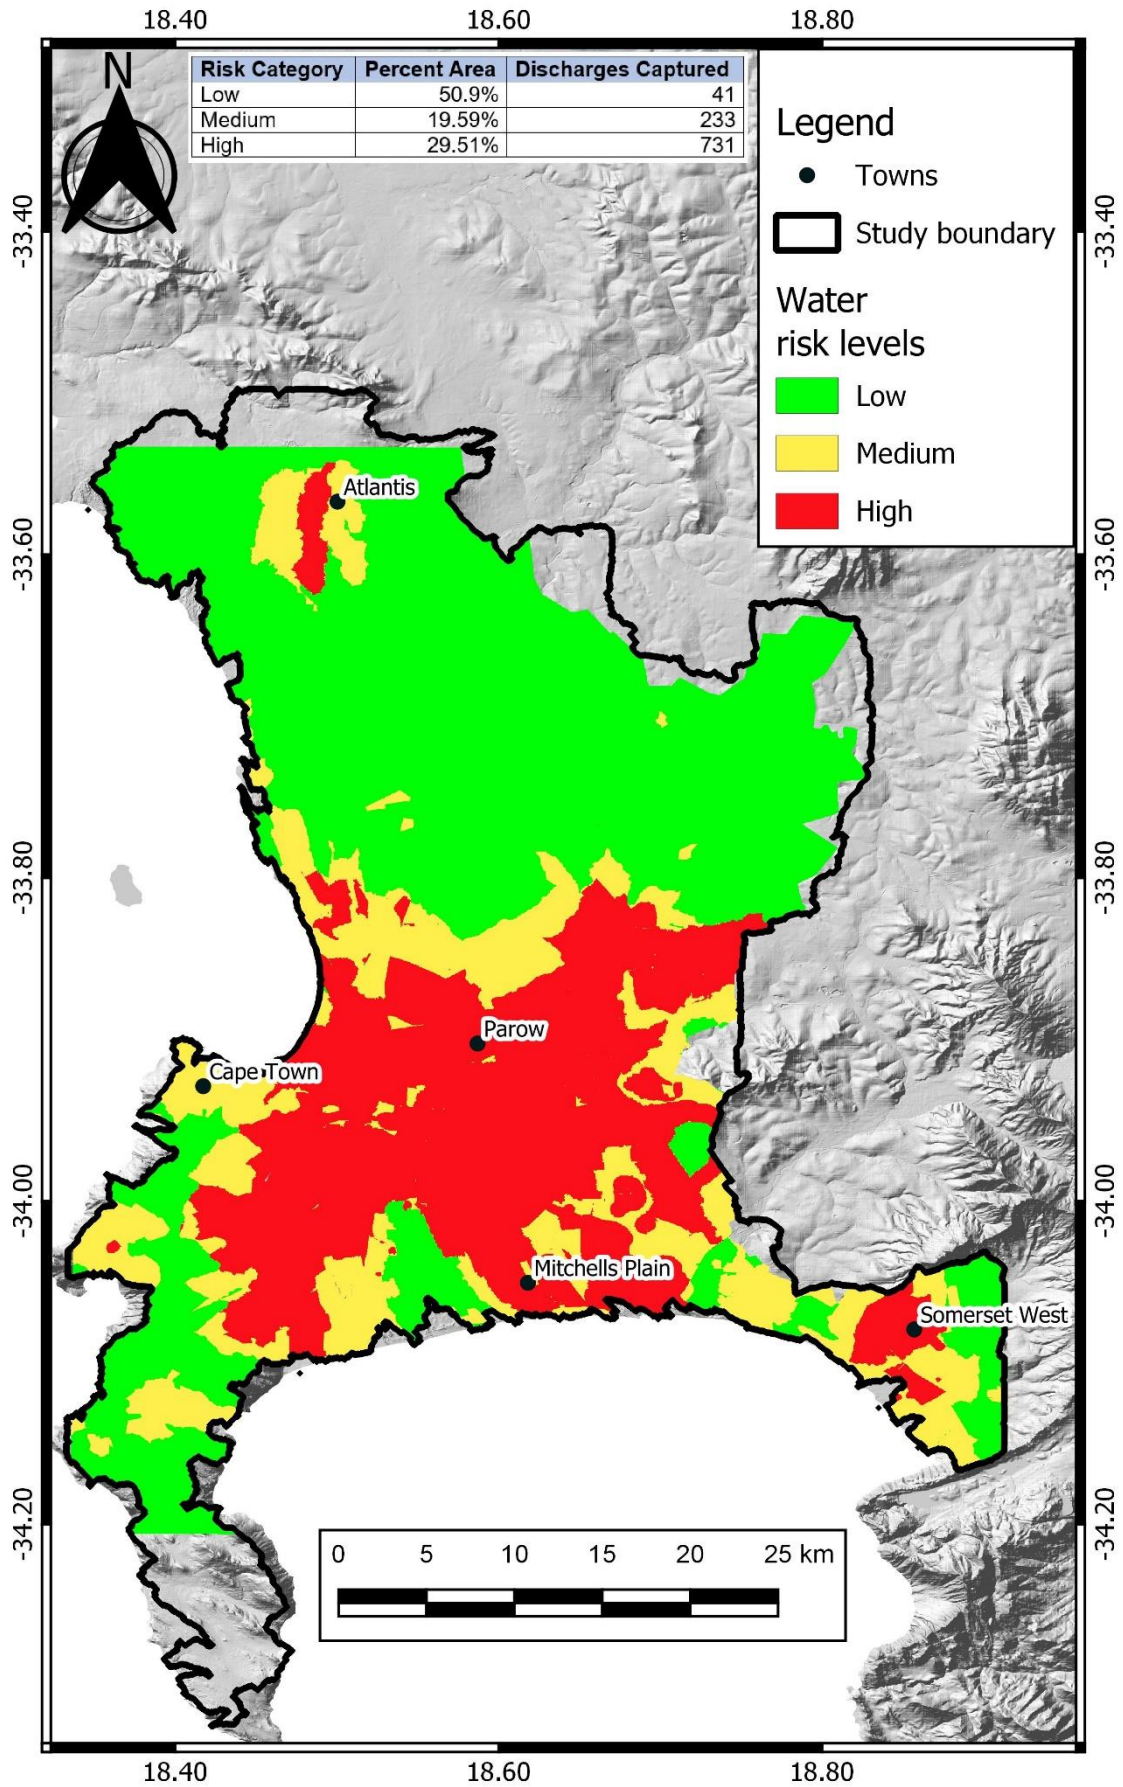 18.40 18.60 18.80
N
Risk Category Percent Area Discharges Captured
Low 50.9% 41
Medium 19.59% 233
High 29.51% 731
Legend
Towns
Study boundary
Water
risk levels
Low
Medium
High
-33.40 -33.40
Atlantis
-33.60 -33.60
-33.80 -33.80
Parow
Cape Town
-34.00 -34.00
Mitchells Plain
Somerset West
-34.20 -34.20
0 5 10 15 20 25 km
18.40 18.60 18.80